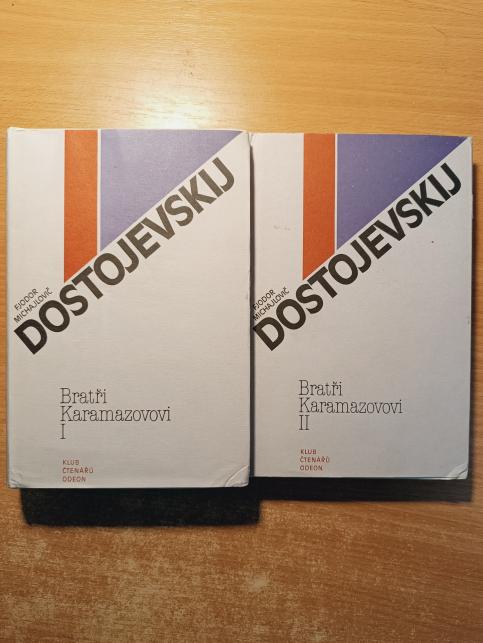 FJODOR
MICHAJLOVIČ
DOSTOJEVSKIJ
Bratři
Karamazovovi
I
KLUB
ČTENÁŘŮ
ODEON
FJODOR
MICHAJLOVIČ
DOSTOJEVSKIJ
Bratři
Karamazovovi
II
KLUB
ČTENÁŘŮ
ODEON